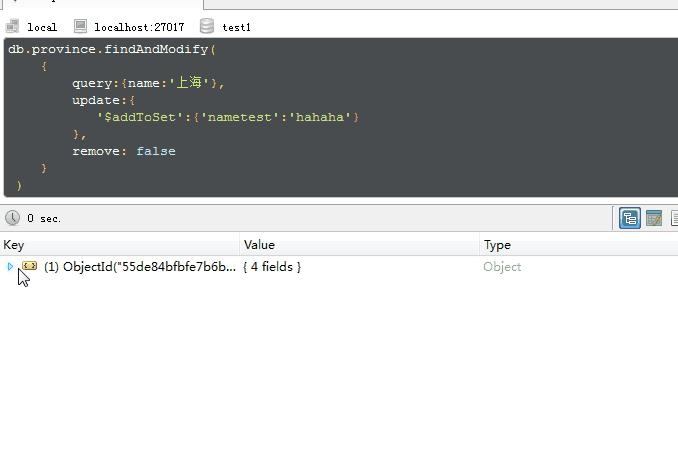 local localhost:27017 test1
db.province.findAndModify(
{
query:{name:'上海'},
update:{
'$addToSet':{'nametest':'hahaha'}
},
remove: false
}
)
0 sec.
Key Value Type
(1) ObjectId("55de84bfbfe7b6b... { 4 fields } Object